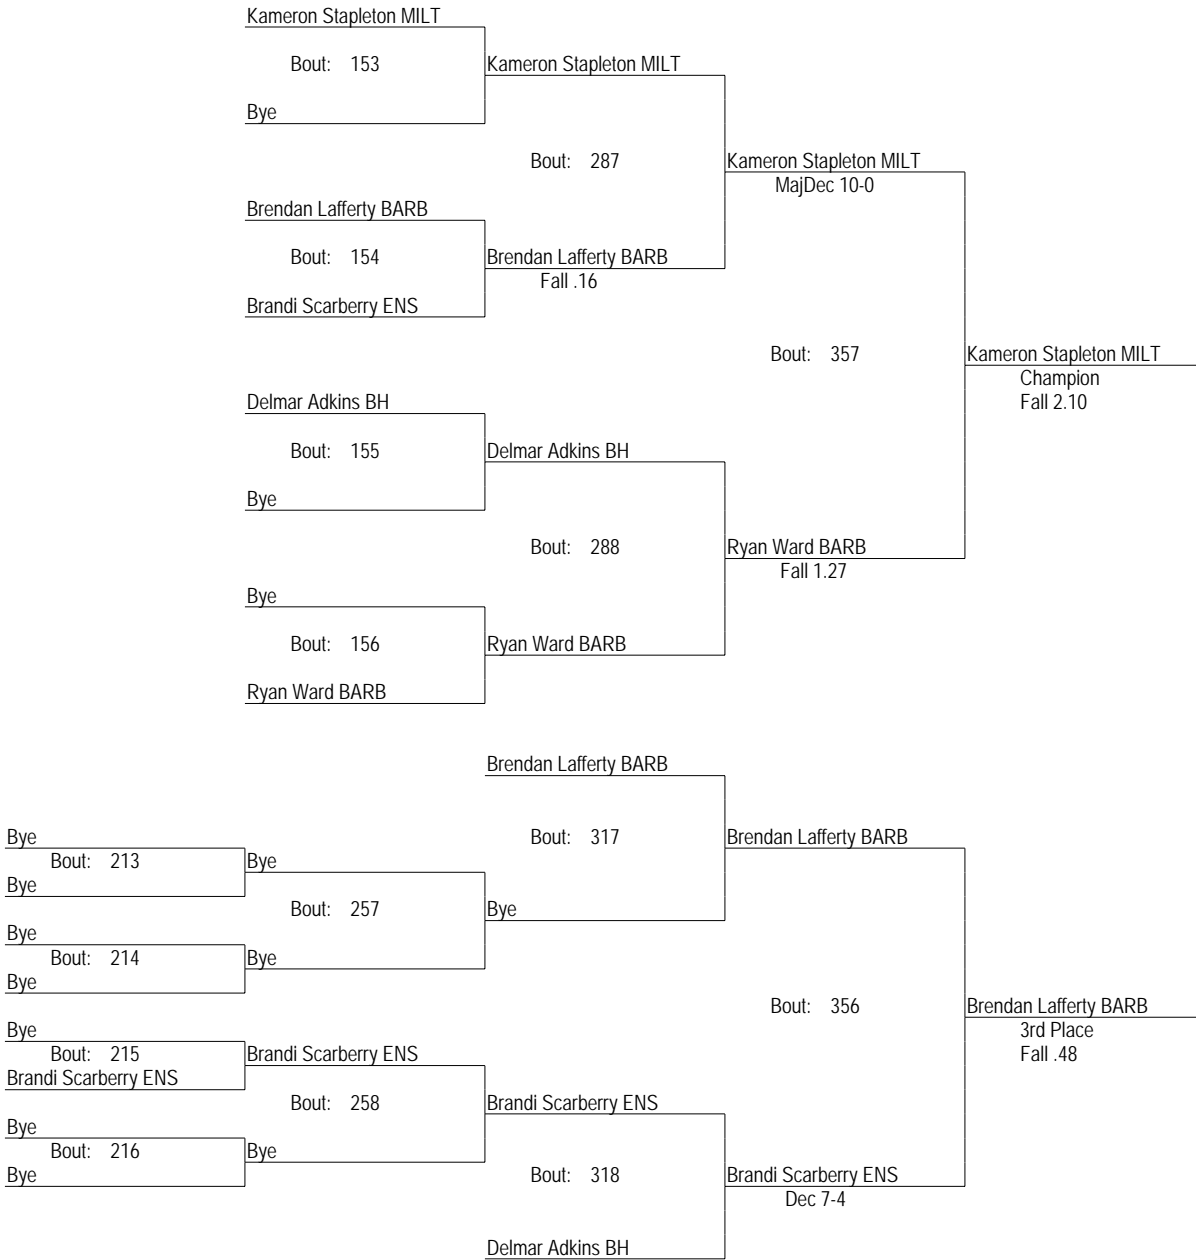 Kameron Stapleton MILT
Bout: 153
Kameron Stapleton MILT
Bye
Bout: 287
Kameron Stapleton MILT
MajDec 10-0
Brendan Lafferty BARB
Bout: 154
Brendan Lafferty BARB
Fall .16
Brandi Scarberry ENS
Bout: 357
Kameron Stapleton MILT
Champion
Fall 2.10
Delmar Adkins BH
Bout: 155
Delmar Adkins BH
Bye
Bout: 288
Ryan Ward BARB
Fall 1.27
Bye
Bout: 156
Ryan Ward BARB
Ryan Ward BARB
Brendan Lafferty BARB
Bye
Bout: 317
Brendan Lafferty BARB
Bout: 213
Bye
Bye
Bout: 257
Bye
Bye
Bout: 214
Bye
Bye
Bout: 356
Brendan Lafferty BARB
3rd Place
Fall .48
Bye
Bout: 215
Brandi Scarberry ENS
Brandi Scarberry ENS
Bout: 258
Brandi Scarberry ENS
Bye
Bout: 216
Bye
Bye
Bout: 318
Brandi Scarberry ENS
Dec 7-4
Delmar Adkins BH